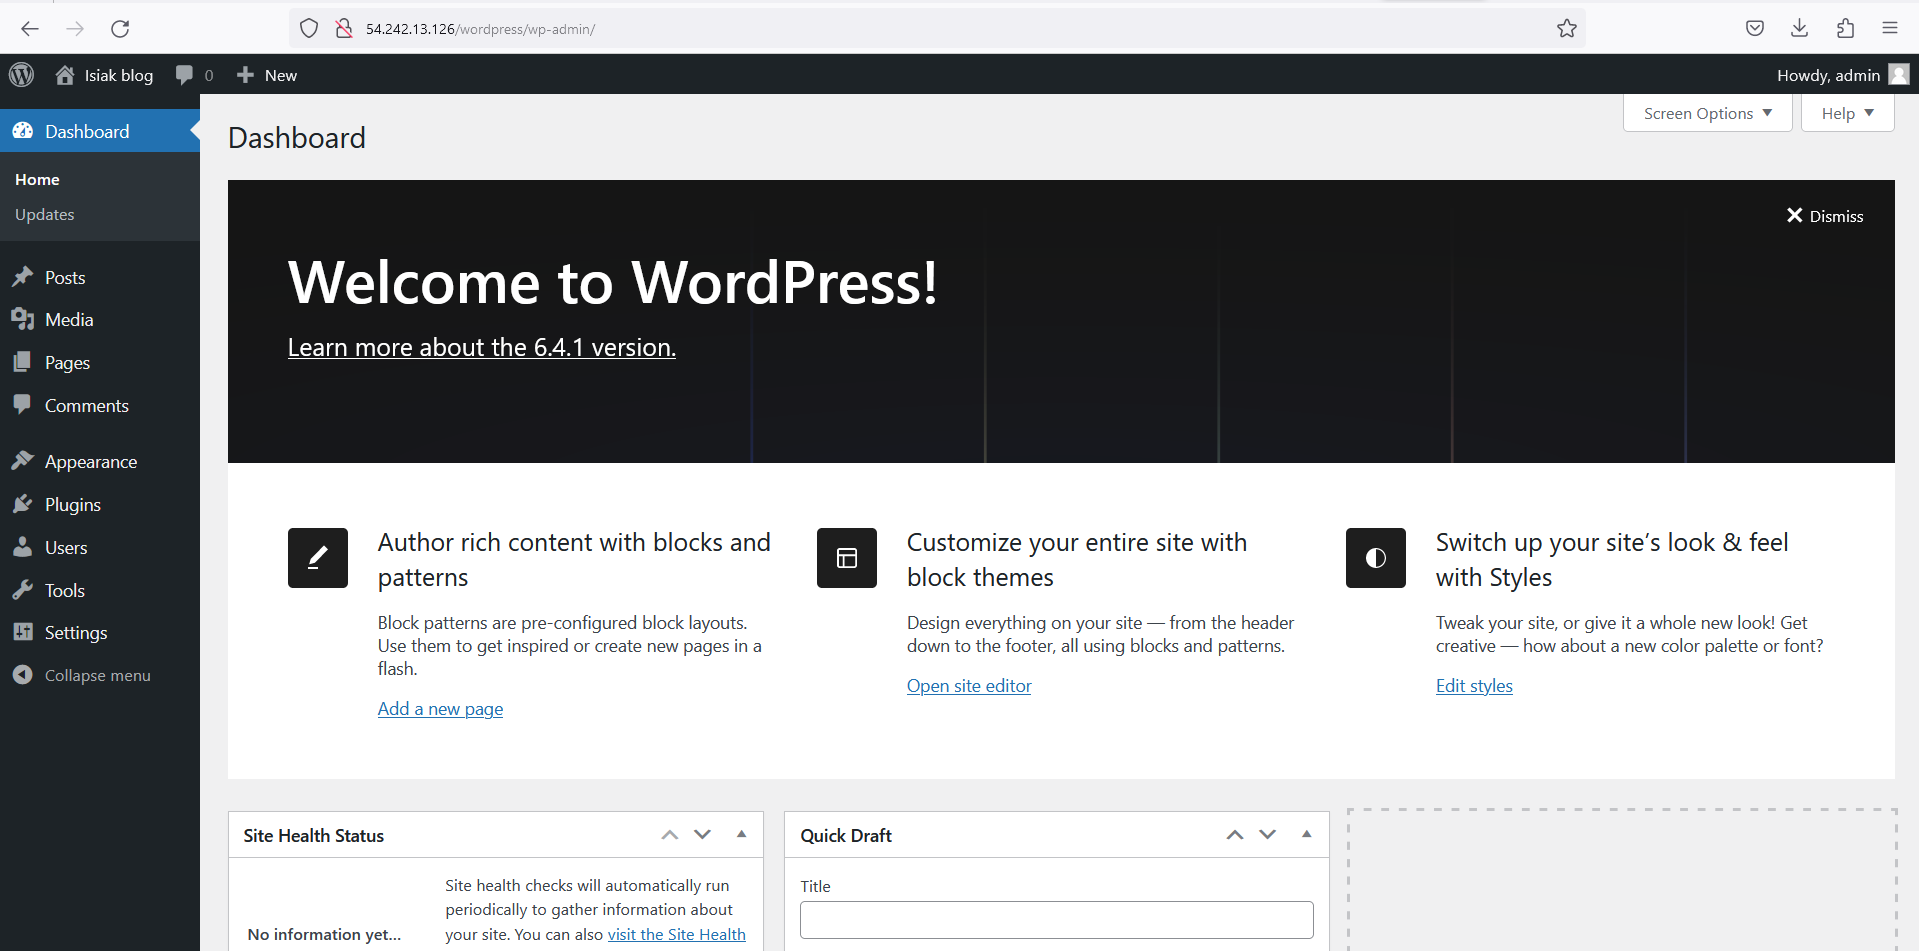 54.242.13.126/wordpress/wp-admin/
Isiak blog
0
New
Howdy, admin
Dashboard
Home
Updates
Posts
Media
Pages
Comments
Appearance
Plugins
Users
Tools
Settings
Collapse menu
Dashboard
Screen Options
Help
Dismiss
Welcome to WordPress!
Learn more about the 6.4.1 version.
Author rich content with blocks and
patterns
Block patterns are pre-configured block layouts.
Use them to get inspired or create new pages in a
flash.
Add a new page
Customize your entire site with
block themes
Design everything on your site — from the header
down to the footer, all using blocks and patterns.
Open site editor
Switch up your site’s look & feel
with Styles
Tweak your site, or give it a whole new look! Get
creative — how about a new color palette or font?
Edit styles
Site Health Status
No information yet...
Site health checks will automatically run
periodically to gather information about
your site. You can also visit the Site Health
Quick Draft
Title